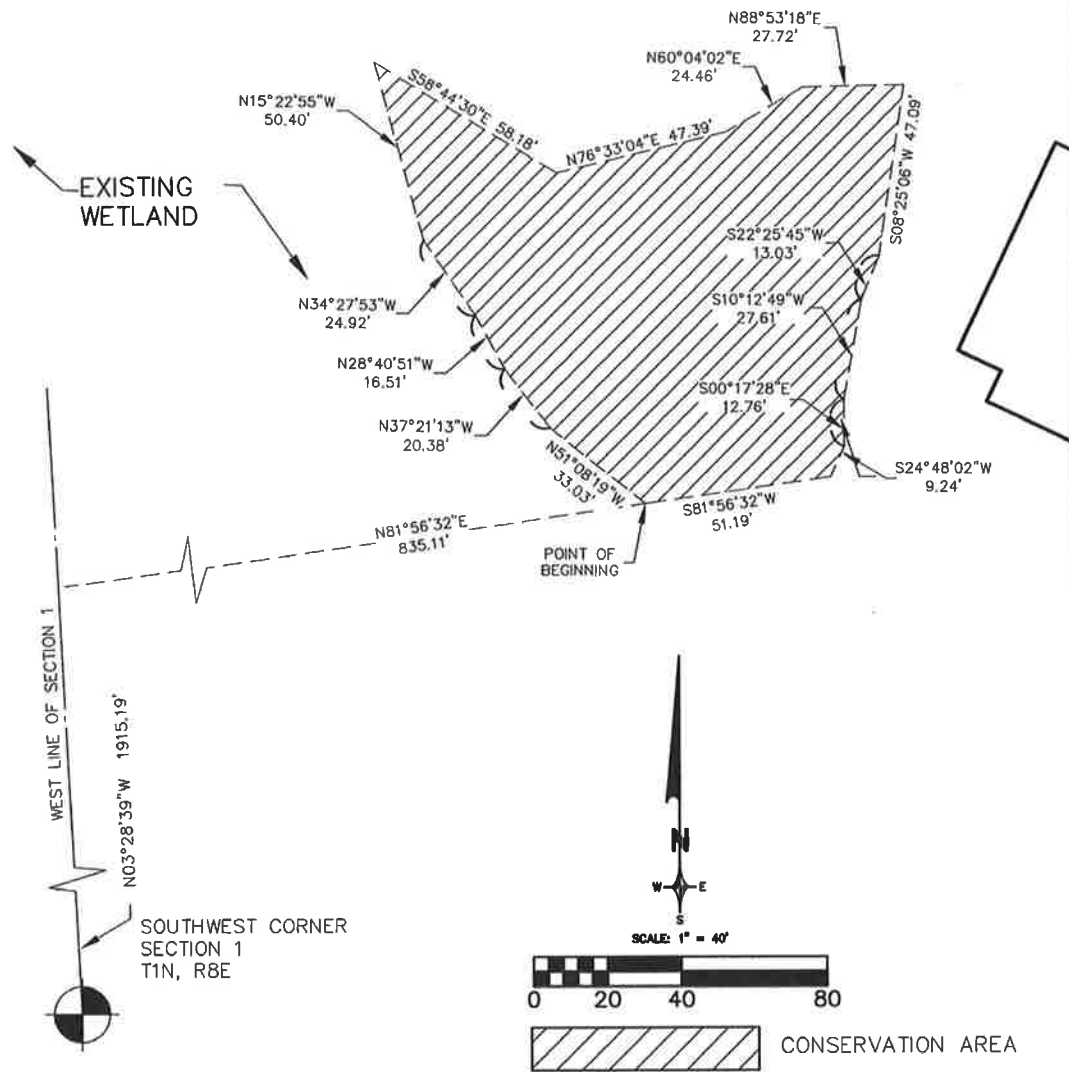 N88°53'18"E
27.72'
N60°04'02"E
24.46'
S58°44'30"E 58.18'
N15°22'55"W
50.40'
N76°33'04"E 47.39'
S08°25'06"W 47.09'
EXISTING
WETLAND
S22°25'45"W
13.03'
N34°27'53"W
24.92'
S10°12'49"W
27.61'
N28°40'51"W
16.51'
S00°17'28"E
12.76'
N37°21'13"W
20.38'
N51°08'19"W
33.03'
S24°48'02"W
9.24'
S81°56'32"W
51.19'
N81°56'32"E
835.11'
POINT OF
BEGINNING
WEST LINE OF SECTION 1
N03°28'39"W 1915.19'
SOUTHWEST CORNER
SECTION 1
T1N, R8E
N
W E
S
SCALE: 1" = 40'
0 20 40 80
CONSERVATION AREA